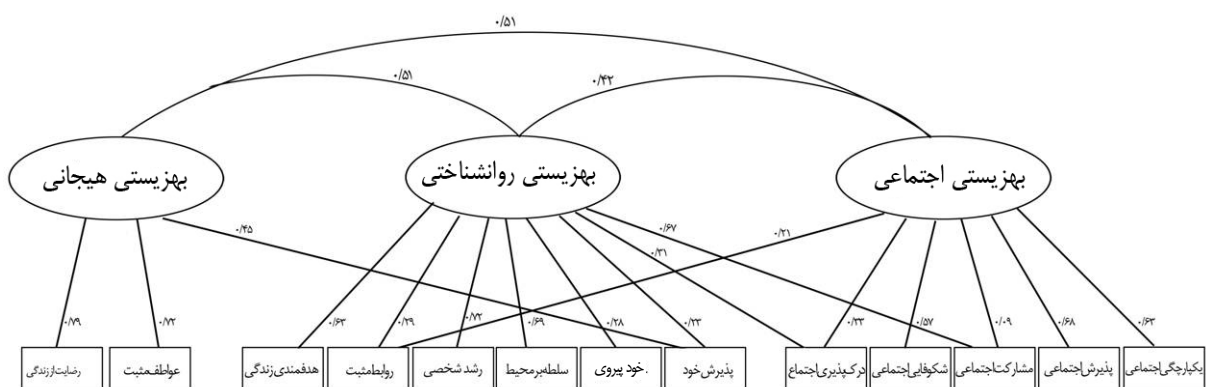 ۰/۵۱
۰/۵۱
۰/۴۲
بهزیستی اجتماعی
بهزیستی روانشناختی
بهزیستی هیجانی
۰/۶۷
۰/۲۱
۰/۴۵
۰/۳۱
۰/۶۳
۰/۶۸
۰/۰۹
۰/۵۷
۰/۳۳
۰/۲۳
۰/۲۸
۰/۶۹
۰/۷۲
۰/۲۹
۰/۶۳
۰/۷۲
۰/۷۹
یکپارچگی اجتماعی
پذیرش اجتماعی
مشارکت اجتماعی
شکوفایی اجتماعی
درک پذیری اجتماع
پذیرش خود
خود پیروی .
سلطه بر محیط
رشد شخصی
روابط مثبت
هدفمندی زندگی
عواطف مثبت
رضایت از زندگی